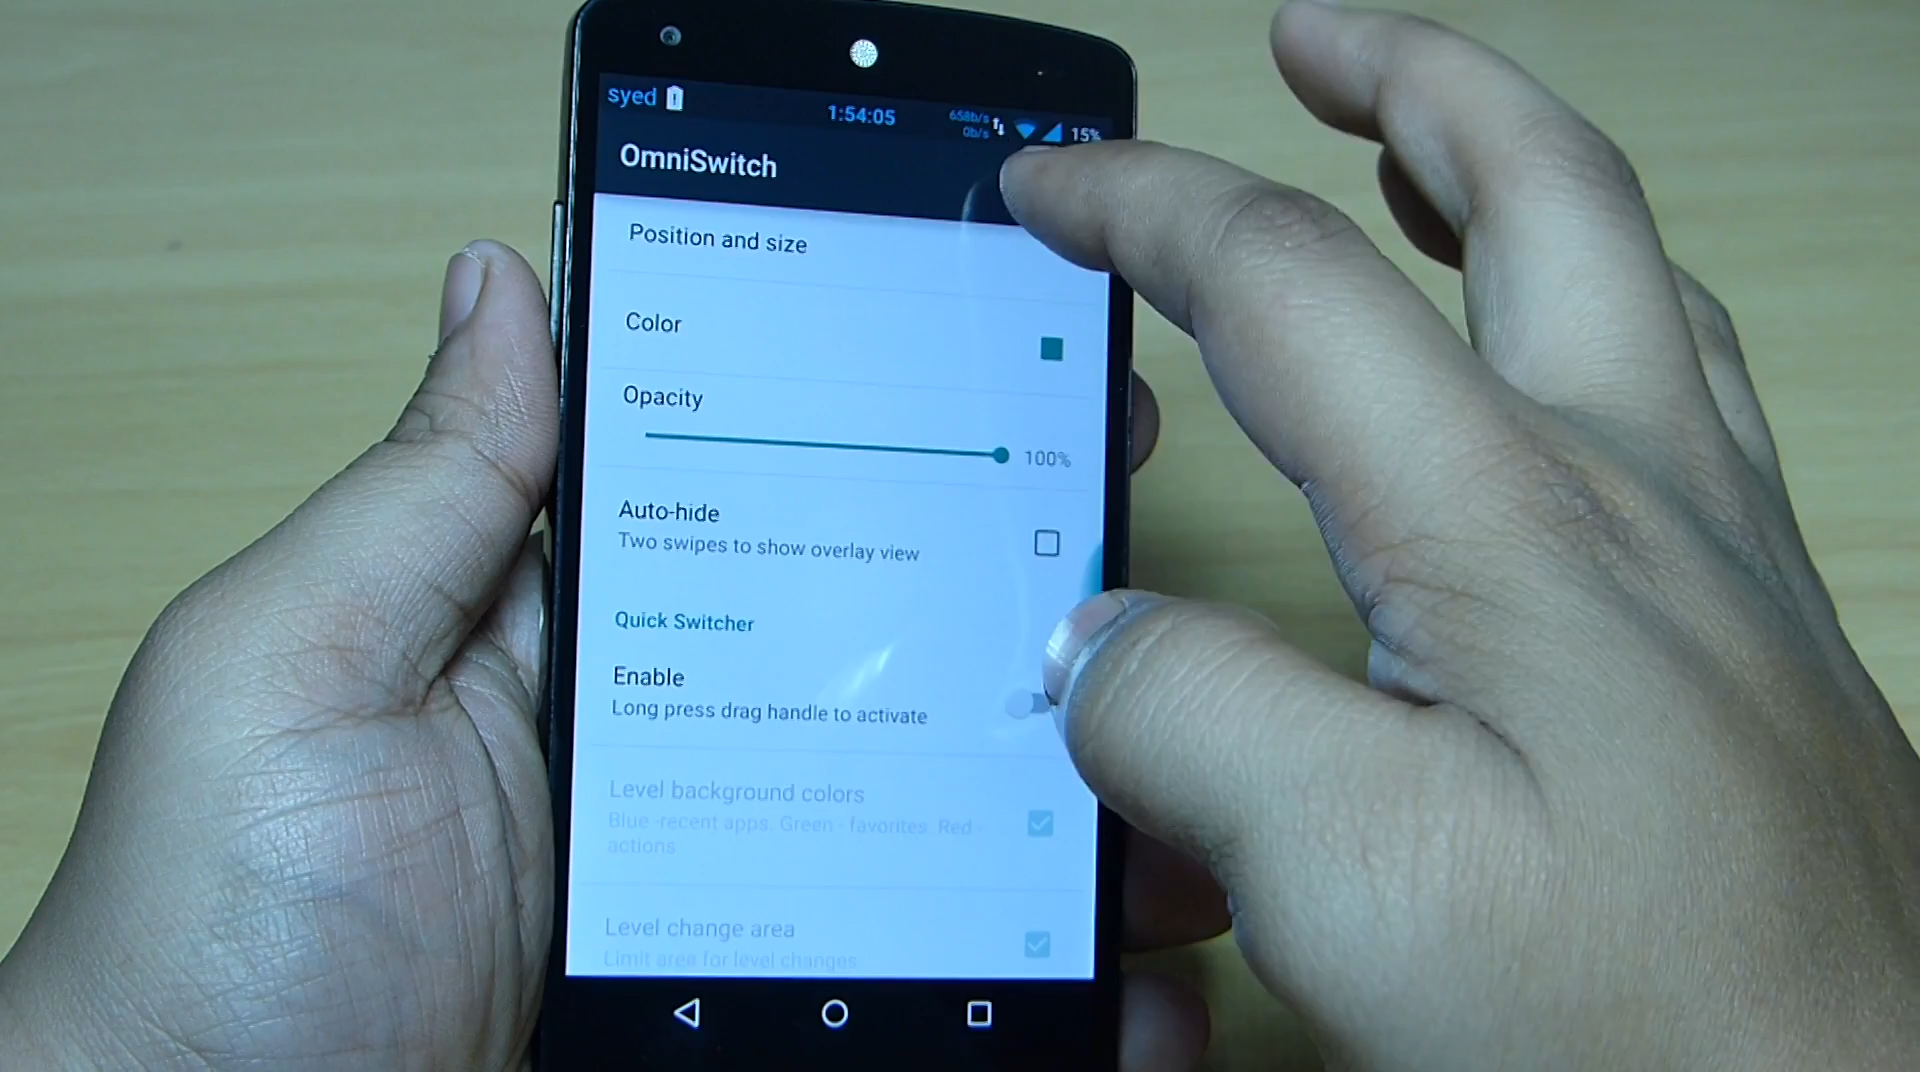 syed
1:54:05
658b/s
0b/s
15%
OmniSwitch
Position and size
Color
Opacity
100%
Auto-hide
Two swipes to show overlay view
Quick Switcher
Enable
Long press drag handle to activate
Level background colors
Blue -recent apps. Green - favorites. Red -
actions
Level change area
Limit area for level changes